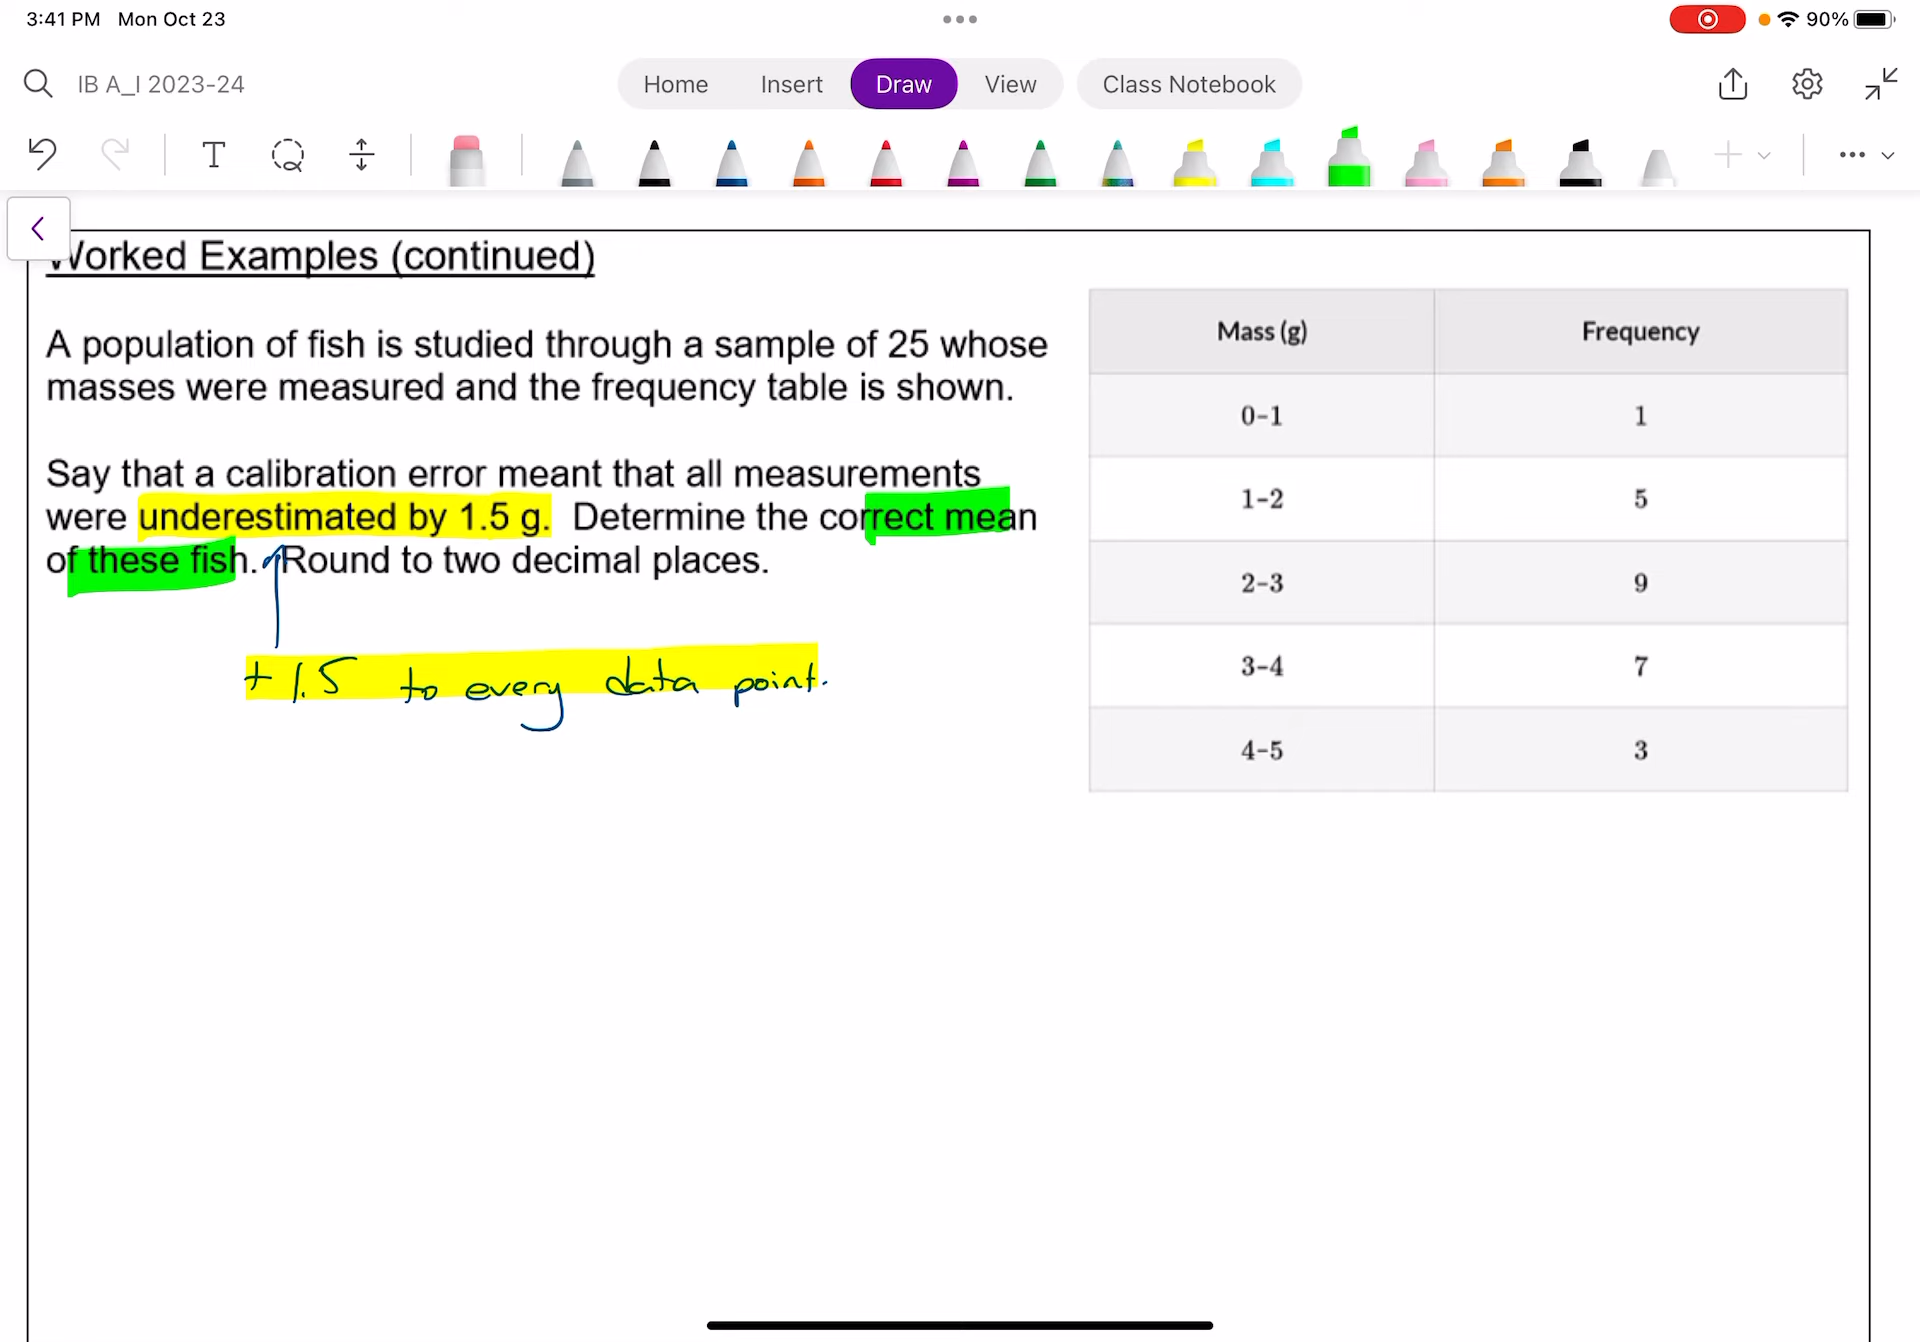 3:41 PM Mon Oct 23
90%
IB A_I 2023-24
Home Insert Draw View Class Notebook
T
Worked Examples (continued)
A population of fish is studied through a sample of 25 whose
masses were measured and the frequency table is shown.
Say that a calibration error meant that all measurements
were underestimated by 1.5 g. Determine the correct mean
of these fish. Round to two decimal places.
+ 1.5 to every data point.
Mass (g) Frequency
0-1 1
1-2 5
2-3 9
3-4 7
4-5 3